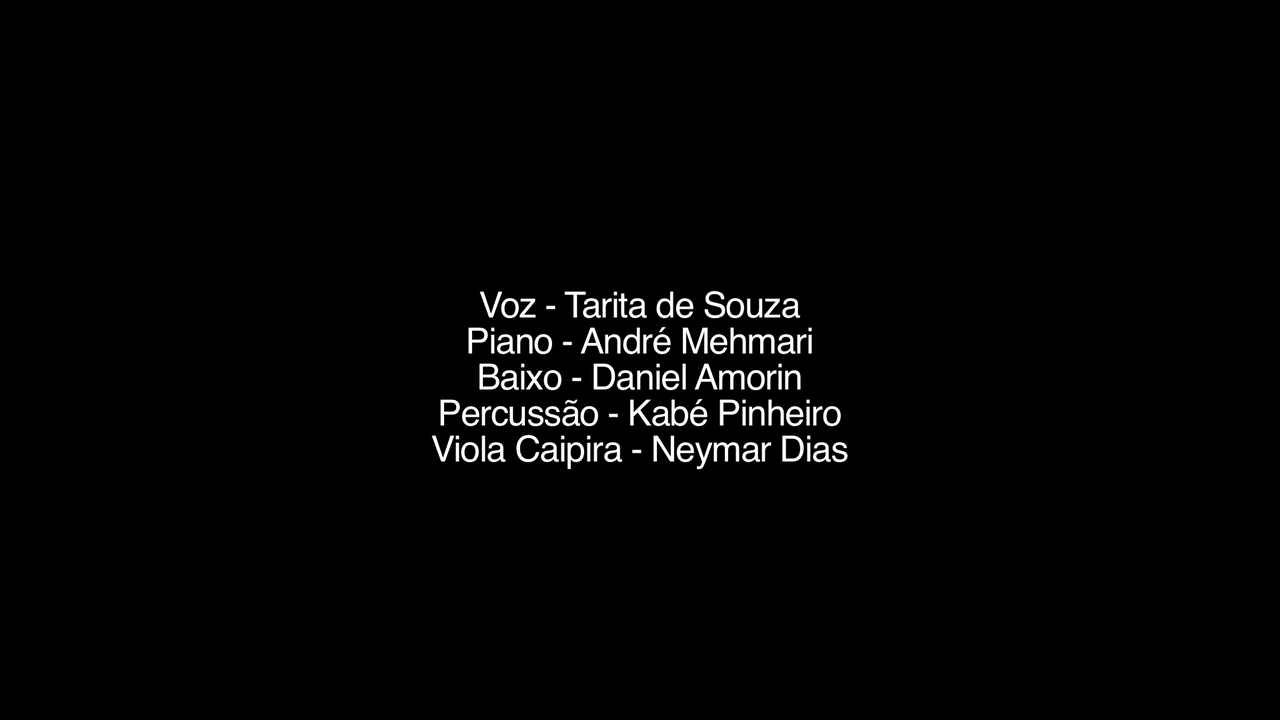 Voz - Tarita de Souza
Piano - André Mehmari
Baixo - Daniel Amorin
Percussão - Kabé Pinheiro
Viola Caipira - Neymar Dias